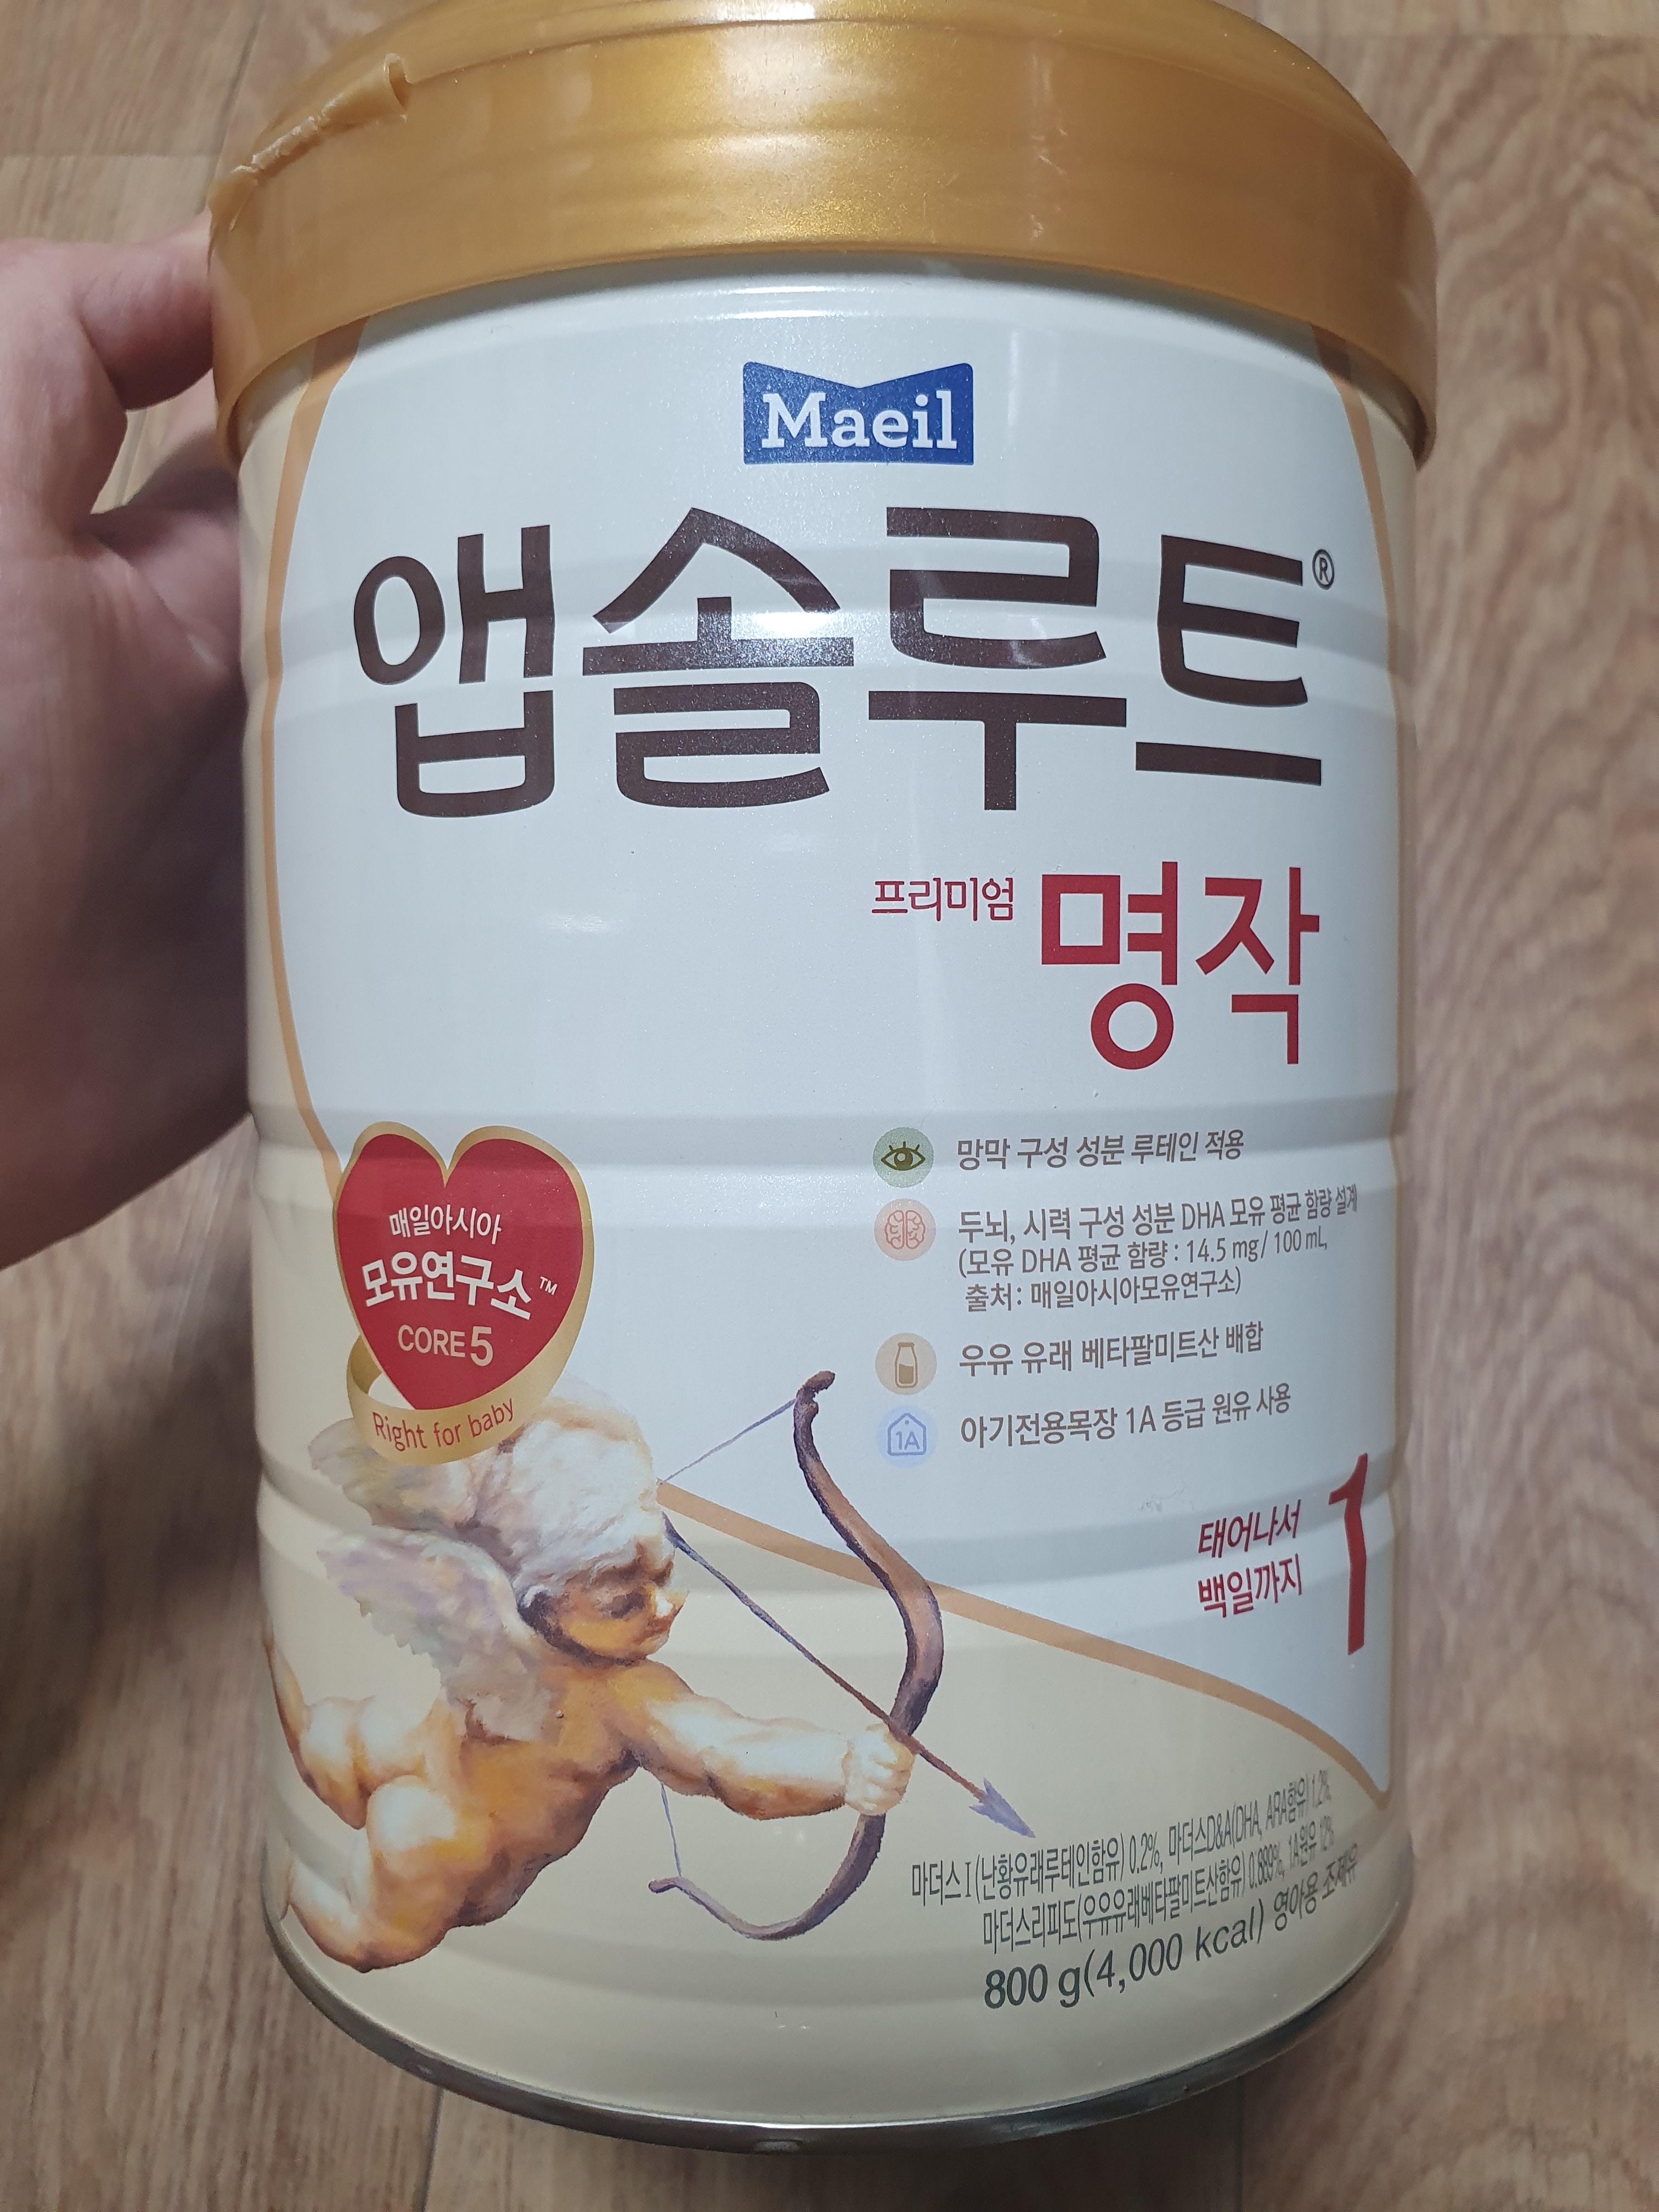 Maeil
앱솔루트®
프리미엄 명작
매일아시아
모유연구소™
CORE5
Right for baby
망막 구성 성분 루테인 적용
두뇌, 시력 구성 성분 DHA 모유 평균 함량 설계
(모유 DHA 평균 함량 : 14.5 mg/ 100 mL,
출처 : 매일아시아모유연구소)
우유 유래 베타팔미트산 배합
1A
아기전용목장 1A 등급 원유 사용
태어나서
백일까지
1
마더스 I (난황유래루테인함유) 0.2%, 마더스D&A(DHA, ARA함유) 1.2%,
마더스리피도(우유유래베타팔미트산함유) 0.889%, 1A원유 12%
800 g(4,000 kcal) 영아용 조제유